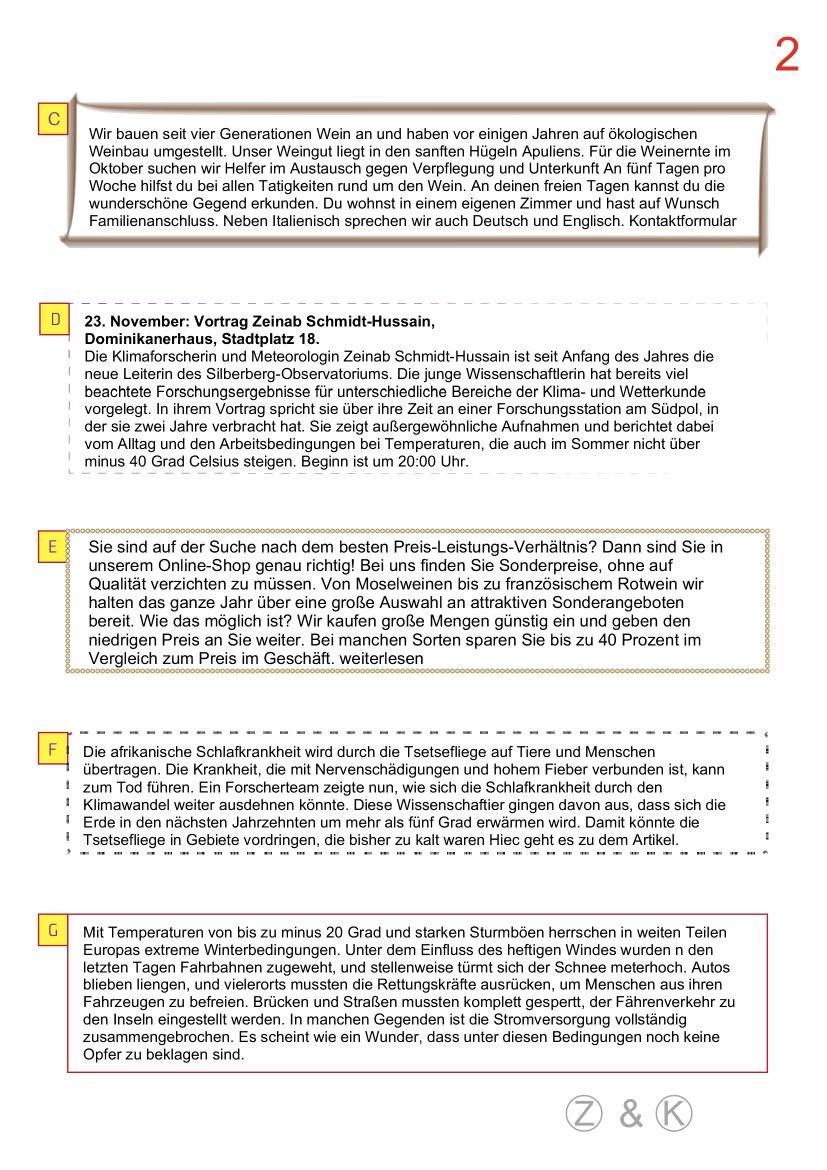 2
C
Wir bauen seit vier Generationen Wein an und haben vor einigen Jahren auf ökologischen
Weinbau umgestellt. Unser Weingut liegt in den sanften Hügeln Apuliens. Für die Weinernte im
Oktober suchen wir Helfer im Austausch gegen Verpflegung und Unterkunft An fünf Tagen pro
Woche hilfst du bei allen Tatigkeiten rund um den Wein. An deinen freien Tagen kannst du die
wunderschöne Gegend erkunden. Du wohnst in einem eigenen Zimmer und hast auf Wunsch
Familienanschluss. Neben Italienisch sprechen wir auch Deutsch und Englisch. Kontaktformular
D
23. November: Vortrag Zeinab Schmidt-Hussain,
Dominikanerhaus, Stadtplatz 18.
Die Klimaforscherin und Meteorologin Zeinab Schmidt-Hussain ist seit Anfang des Jahres die
neue Leiterin des Silberberg-Observatoriums. Die junge Wissenschaftlerin hat bereits viel
beachtete Forschungsergebnisse für unterschiedliche Bereiche der Klima- und Wetterkunde
vorgelegt. In ihrem Vortrag spricht sie über ihre Zeit an einer Forschungsstation am Südpol, in
der sie zwei Jahre verbracht hat. Sie zeigt außergewöhnliche Aufnahmen und berichtet dabei
vom Alltag und den Arbeitsbedingungen bei Temperaturen, die auch im Sommer nicht über
minus 40 Grad Celsius steigen. Beginn ist um 20:00 Uhr.
E
Sie sind auf der Suche nach dem besten Preis-Leistungs-Verhältnis? Dann sind Sie in
unserem Online-Shop genau richtig! Bei uns finden Sie Sonderpreise, ohne auf
Qualität verzichten zu müssen. Von Moselweinen bis zu französischem Rotwein wir
halten das ganze Jahr über eine große Auswahl an attraktiven Sonderangeboten
bereit. Wie das möglich ist? Wir kaufen große Mengen günstig ein und geben den
niedrigen Preis an Sie weiter. Bei manchen Sorten sparen Sie bis zu 40 Prozent im
Vergleich zum Preis im Geschäft. weiterlesen
F
Die afrikanische Schlafkrankheit wird durch die Tsetsefliege auf Tiere und Menschen
übertragen. Die Krankheit, die mit Nervenschädigungen und hohem Fieber verbunden ist, kann
zum Tod führen. Ein Forscherteam zeigte nun, wie sich die Schlafkrankheit durch den
Klimawandel weiter ausdehnen könnte. Diese Wissenschaftier gingen davon aus, dass sich die
Erde in den nächsten Jahrzehnten um mehr als fünf Grad erwärmen wird. Damit könnte die
Tsetsefliege in Gebiete vordringen, die bisher zu kalt waren Hiec geht es zu dem Artikel.
G
Mit Temperaturen von bis zu minus 20 Grad und starken Sturmböen herrschen in weiten Teilen
Europas extreme Winterbedingungen. Unter dem Einfluss des heftigen Windes wurden n den
letzten Tagen Fahrbahnen zugeweht, und stellenweise türmt sich der Schnee meterhoch. Autos
blieben liengen, und vielerorts mussten die Rettungskräfte ausrücken, um Menschen aus ihren
Fahrzeugen zu befreien. Brücken und Straßen mussten komplett gespertt, der Fährenverkehr zu
den Inseln eingestellt werden. In manchen Gegenden ist die Stromversorgung vollständig
zusammengebrochen. Es scheint wie ein Wunder, dass unter diesen Bedingungen noch keine
Opfer zu beklagen sind.
Z & K